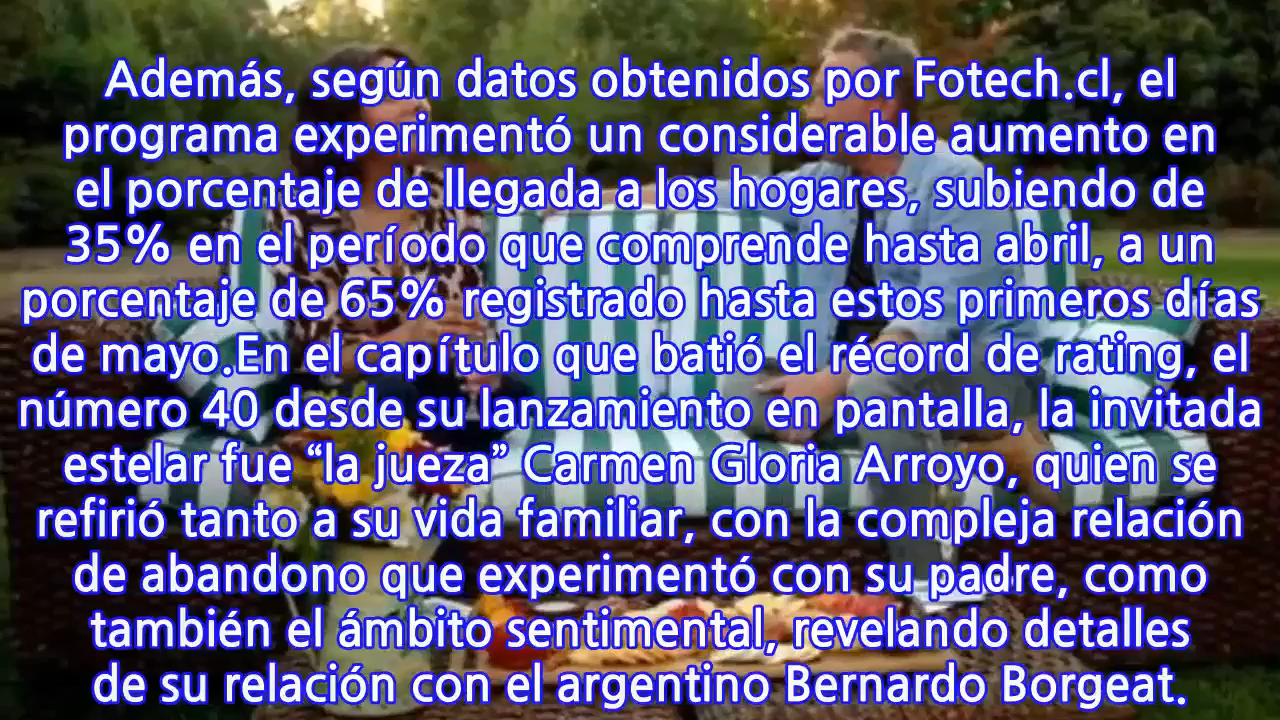 Además, según datos obtenidos por Fotech.cl, el
programa experimentó un considerable aumento en
el porcentaje de llegada a los hogares, subiendo de
35% en el período que comprende hasta abril, a un
porcentaje de 65% registrado hasta estos primeros días
de mayo.En el capítulo que batió el récord de rating, el
número 40 desde su lanzamiento en pantalla, la invitada
estelar fue “la jueza” Carmen Gloria Arroyo, quien se
refirió tanto a su vida familiar, con la compleja relación
de abandono que experimentó con su padre, como
también el ámbito sentimental, revelando detalles
de su relación con el argentino Bernardo Borgeat.